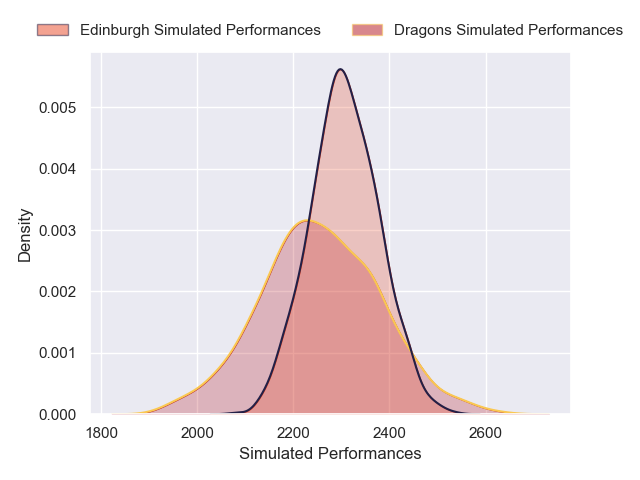 Edinburgh Simulated Performances
Dragons Simulated Performances
Density
0.005
0.004
0.003
0.002
0.001
0.000
1800
2000
2200
2400
2600
Simulated Performances